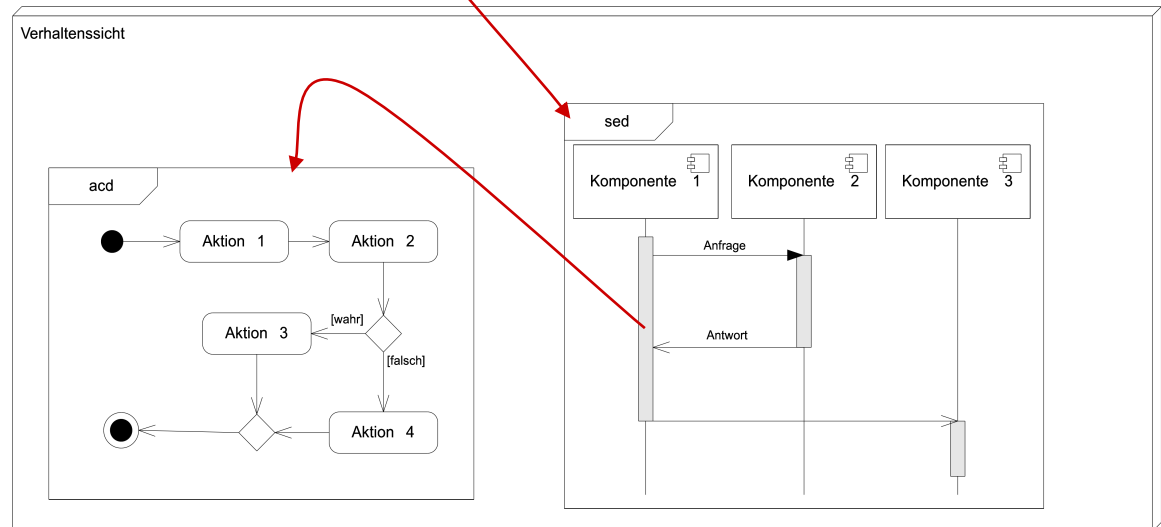 Verhaltenssicht
acd
Aktion 1
Aktion 2
[wahr]
Aktion 3
[falsch]
Aktion 4
sed
Komponente 1
Komponente 2
Komponente 3
Anfrage
Antwort